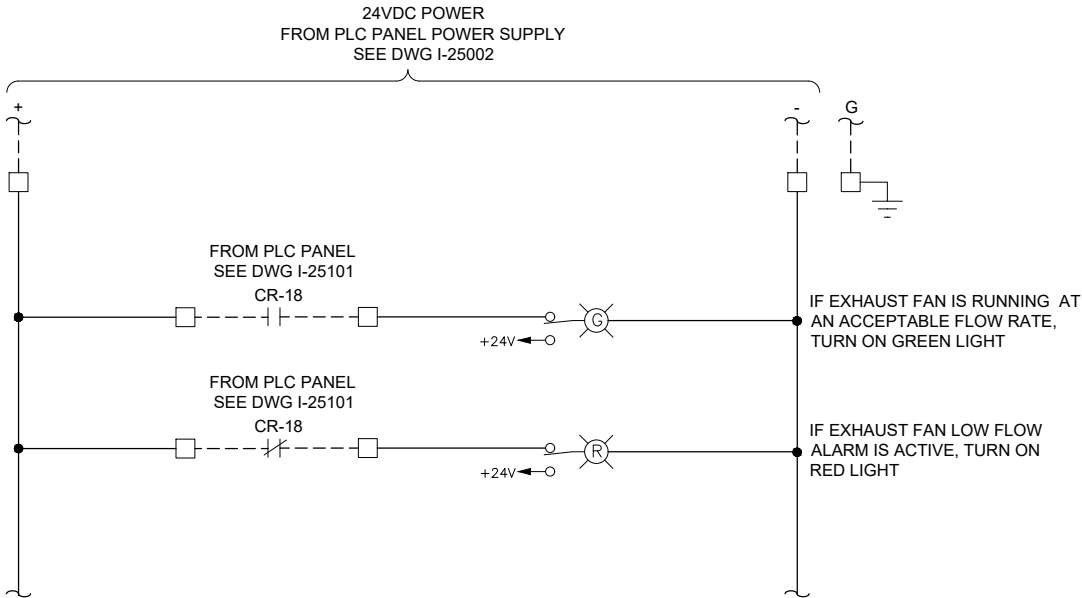 24VDC POWER
FROM PLC PANEL POWER SUPPLY
SEE DWG I-25002
+
-
G
FROM PLC PANEL
SEE DWG I-25101
CR-18
G
+24V
IF EXHAUST FAN IS RUNNING AT
AN ACCEPTABLE FLOW RATE,
TURN ON GREEN LIGHT
FROM PLC PANEL
SEE DWG I-25101
CR-18
R
+24V
IF EXHAUST FAN LOW FLOW
ALARM IS ACTIVE, TURN ON
RED LIGHT